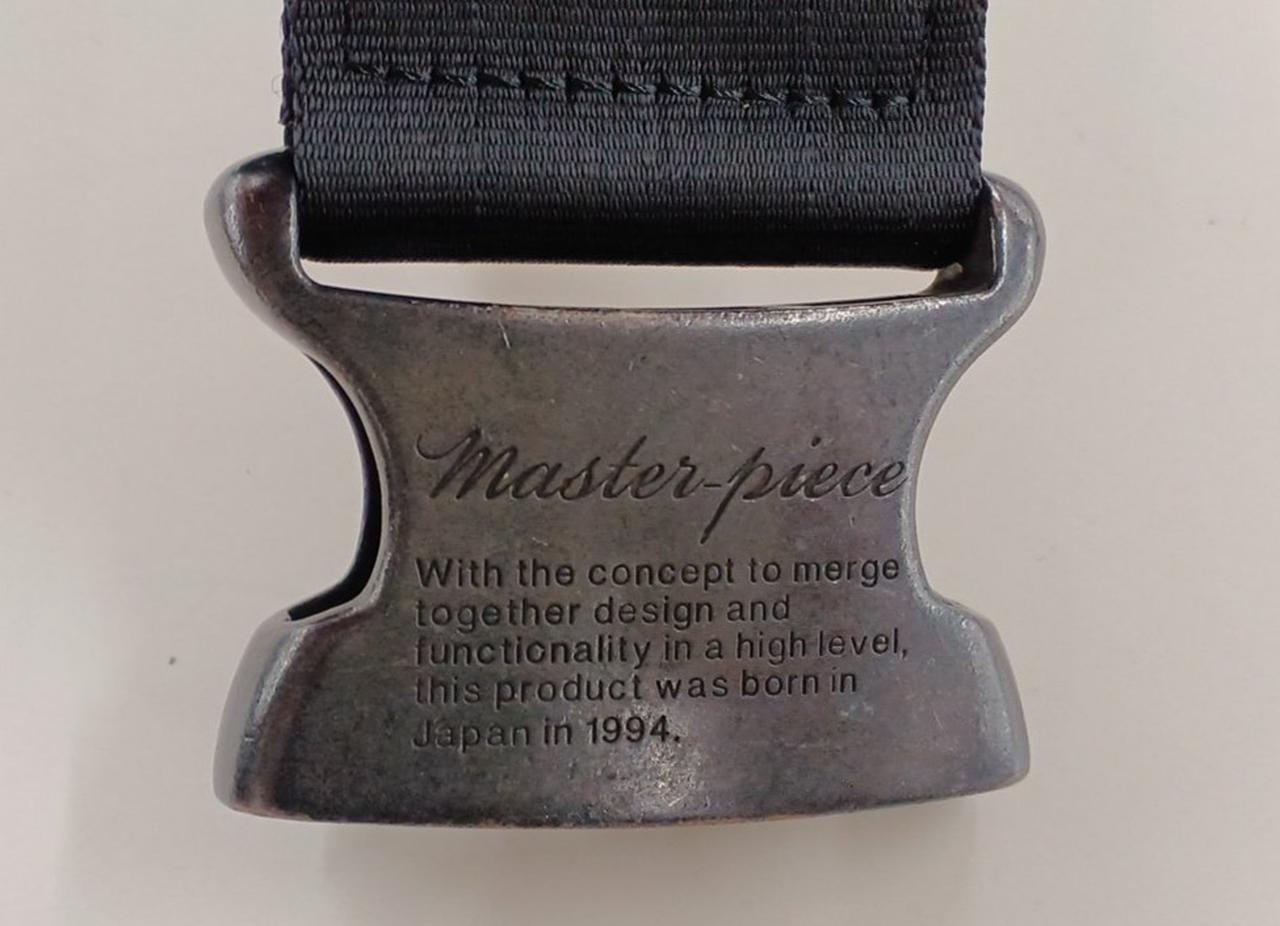 Master-piece
With the concept to merge
together design and
functionality in a high level,
this product was born in
Japan in 1994.